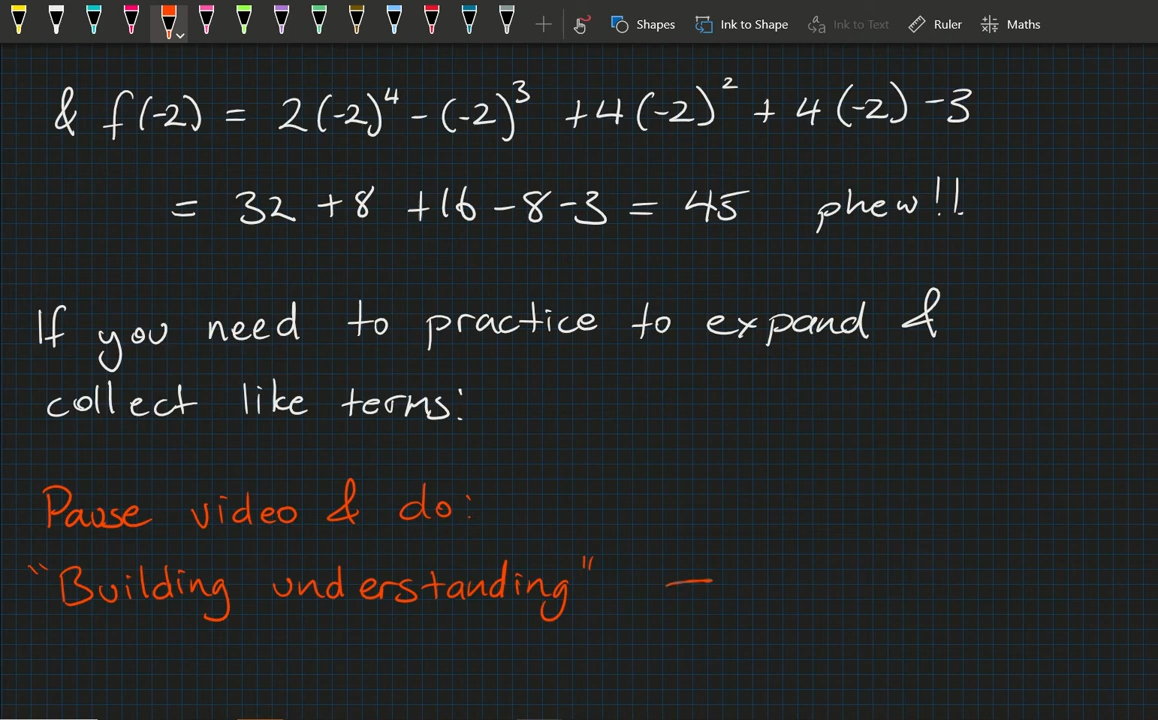 Shapes Ink to Shape Ink to Text Ruler Maths
& f(-2) = 2(-2)⁴ - (-2)³ + 4(-2)² + 4(-2) - 3
= 32 + 8 + 16 - 8 - 3 = 45 phew!!
If you need to practice to expand &
collect like terms:
Pause video & do:
"Building understanding" —